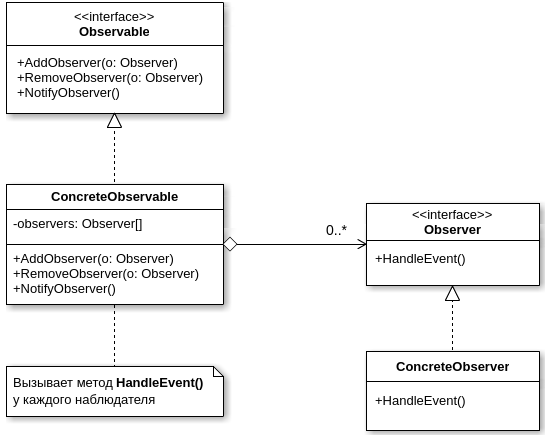 <<interface>>
Observable
+AddObserver(o: Observer)
+RemoveObserver(o: Observer)
+NotifyObserver()
ConcreteObservable
-observers: Observer[]
+AddObserver(o: Observer)
+RemoveObserver(o: Observer)
+NotifyObserver()
0..*
<<interface>>
Observer
+HandleEvent()
ConcreteObserver
+HandleEvent()
Вызывает метод HandleEvent()
у каждого наблюдателя